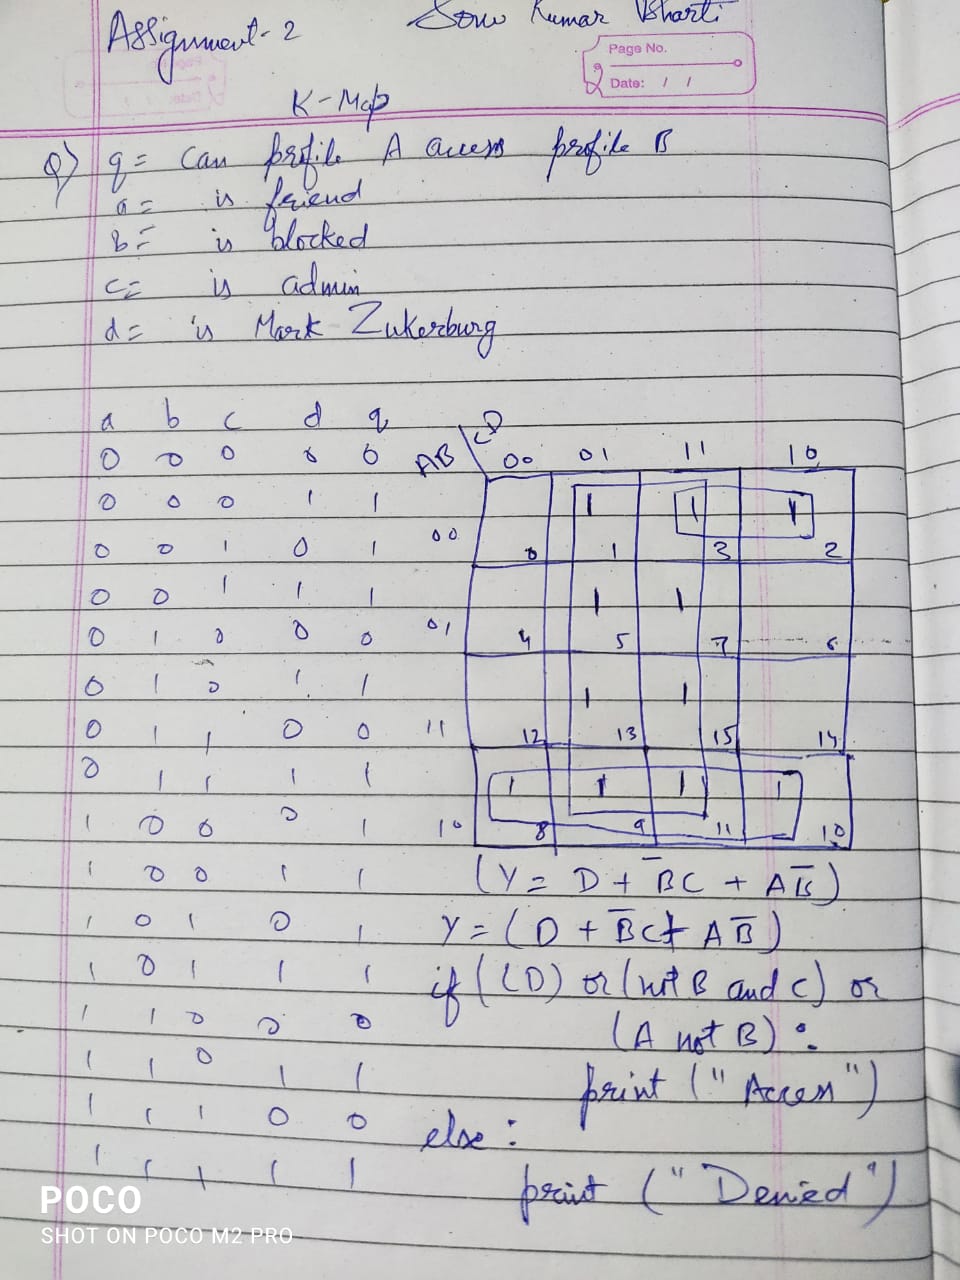 Assignment-2 Sonu Kumar Bharti
Page No.
2
Date: / /
K-Map
Q) q = Can profile A access profile B
a = is friend
b = is blocked
c = is admin
d = is Mark Zukerburg
a b c d q
0 0 0 0 0
0 0 0 1 1
0 0 1 0 1
0 0 1 1 1
0 1 0 0 0
0 1 0 1 1
0 1 1 0 0
0 1 1 1 1
1 0 0 0 1
1 0 0 1 1
1 0 1 0 1
1 0 1 1 1
1 1 0 0 0
1 1 0 1 1
1 1 1 0 0
1 1 1 1 1
AB \ CD 00 01 11 10
1 1 1
00 0 1 3 2
1 1
01 4 5 7 6
1 1
11 12 13 15 14
1 1 1 1
10 8 9 11 10
(Y = D + B̅C + AB̅)
Y = (D + B̅C + AB̅)
if ((D) or (not B and C) or
(A not B) :
print ("Access")
else :
print ("Denied")
POCO
SHOT ON POCO M2 PRO